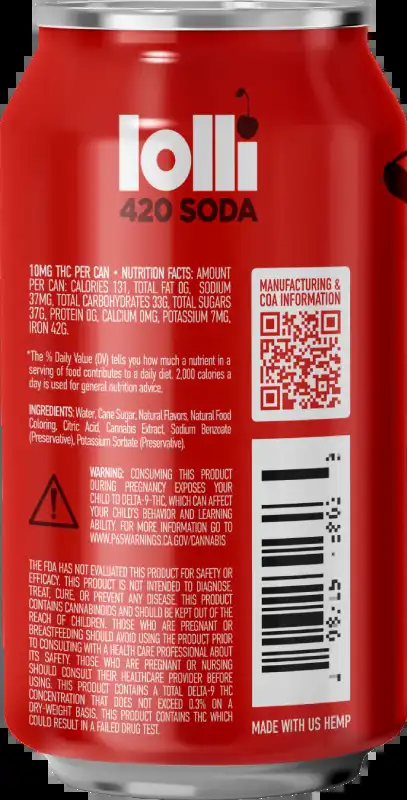 lolli
420 SODA
10MG THC PER CAN • NUTRITION FACTS: AMOUNT
PER CAN: CALORIES 131, TOTAL FAT 0G, SODIUM
37MG, TOTAL CARBOHYDRATES 33G, TOTAL SUGARS
37G, PROTEIN 0G, CALCIUM 0MG, POTASSIUM 7MG,
IRON 42G.
*The % Daily Value (DV) tells you how much a nutrient in a
serving of food contributes to a daily diet. 2,000 calories a
day is used for general nutrition advice.
INGREDIENTS: Water, Cane Sugar, Natural Flavors, Natural Food
Coloring, Citric Acid, Cannabis Extract, Sodium Benzoate
(Preservative), Potassium Sorbate (Preservative).
WARNING: CONSUMING THIS PRODUCT
DURING PREGNANCY EXPOSES YOUR
CHILD TO DELTA-9-THC, WHICH CAN AFFECT
YOUR CHILD'S BEHAVIOR AND LEARNING
ABILITY. FOR MORE INFORMATION GO TO
WWW.P65WARNINGS.CA.GOV/CANNABIS
THE FDA HAS NOT EVALUATED THIS PRODUCT FOR SAFETY OR
EFFICACY. THIS PRODUCT IS NOT INTENDED TO DIAGNOSE,
TREAT, CURE, OR PREVENT ANY DISEASE. THIS PRODUCT
CONTAINS CANNABINOIDS AND SHOULD BE KEPT OUT OF THE
REACH OF CHILDREN. THOSE WHO ARE PREGNANT OR
BREASTFEEDING SHOULD AVOID USING THE PRODUCT PRIOR
TO CONSULTING WITH A HEALTH CARE PROFESSIONAL ABOUT
ITS SAFETY. THOSE WHO ARE PREGNANT OR NURSING
SHOULD CONSULT THEIR HEALTHCARE PROVIDER BEFORE
USING. THIS PRODUCT CONTAINS A TOTAL DELTA-9 THC
CONCENTRATION THAT DOES NOT EXCEED 0.3% ON A
DRY-WEIGHT BASIS. THIS PRODUCT CONTAINS THC WHICH
COULD RESULT IN A FAILED DRUG TEST.
MANUFACTURING &
COA INFORMATION
MADE WITH US HEMP